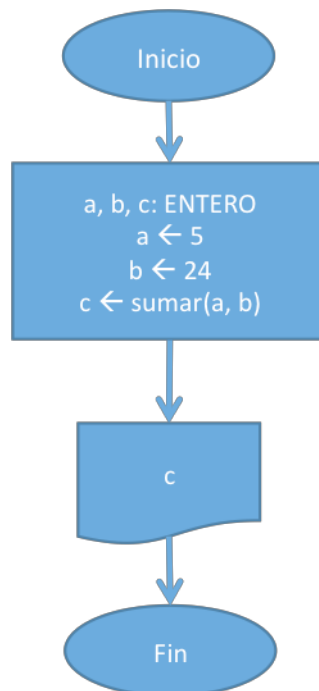 Inicio
a, b, c: ENTERO
a ← 5
b ← 24
c ← sumar(a, b)
c
Fin